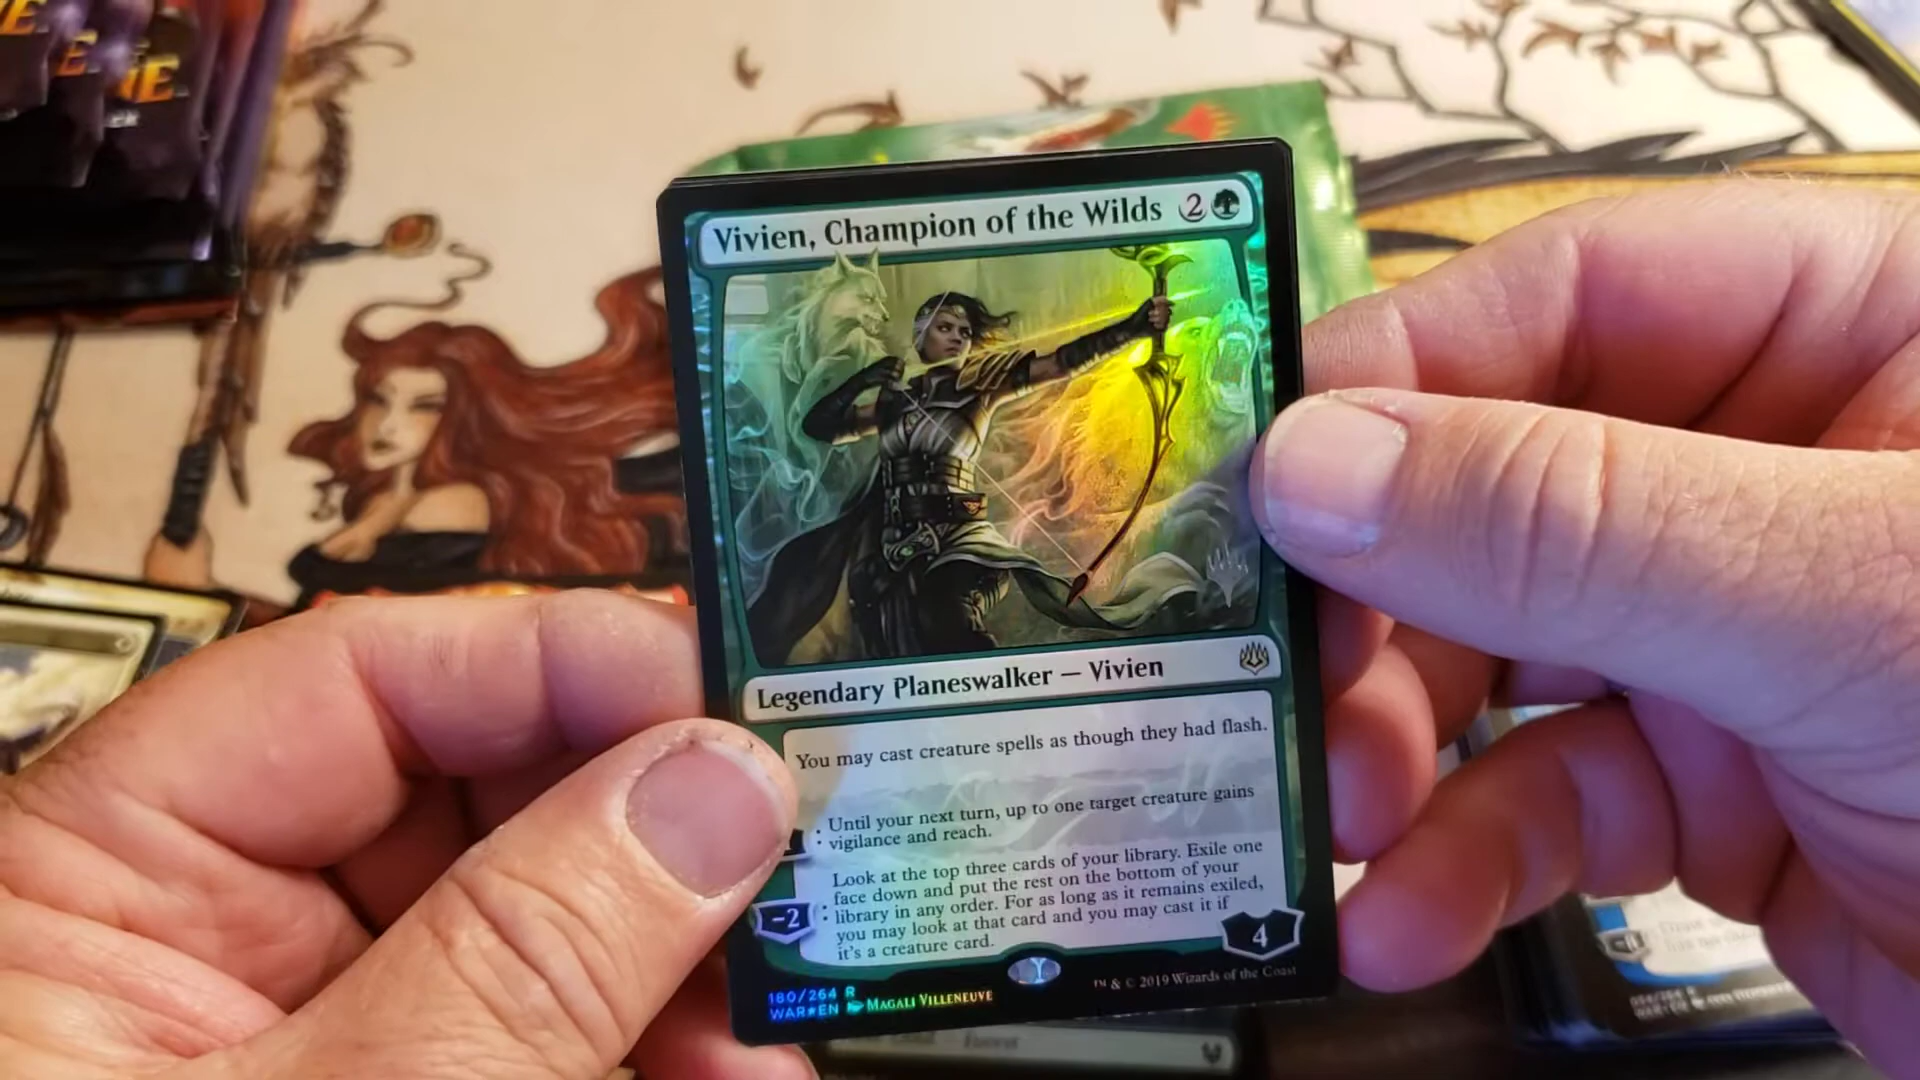 Vivien, Champion of the Wilds 2
Legendary Planeswalker — Vivien
You may cast creature spells as though they had flash.
: Until your next turn, up to one target creature gains
vigilance and reach.
Look at the top three cards of your library. Exile one
face down and put the rest on the bottom of your
-2 : library in any order. For as long as it remains exiled,
you may look at that card and you may cast it if
it's a creature card.
4
180/264 R
WAR★EN MAGALI VILLENEUVE
™ & © 2019 Wizards of the Coast